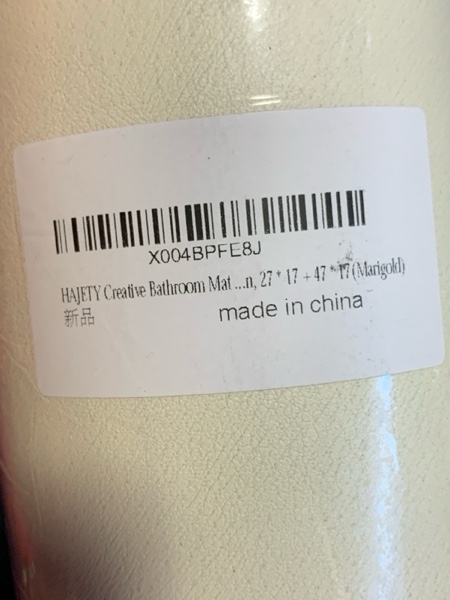 X004BPFE8J
HAJETY Creative Bathroom Mat ...n, 27 * 17 + 47 * 17 (Marigold)
新品
made in china